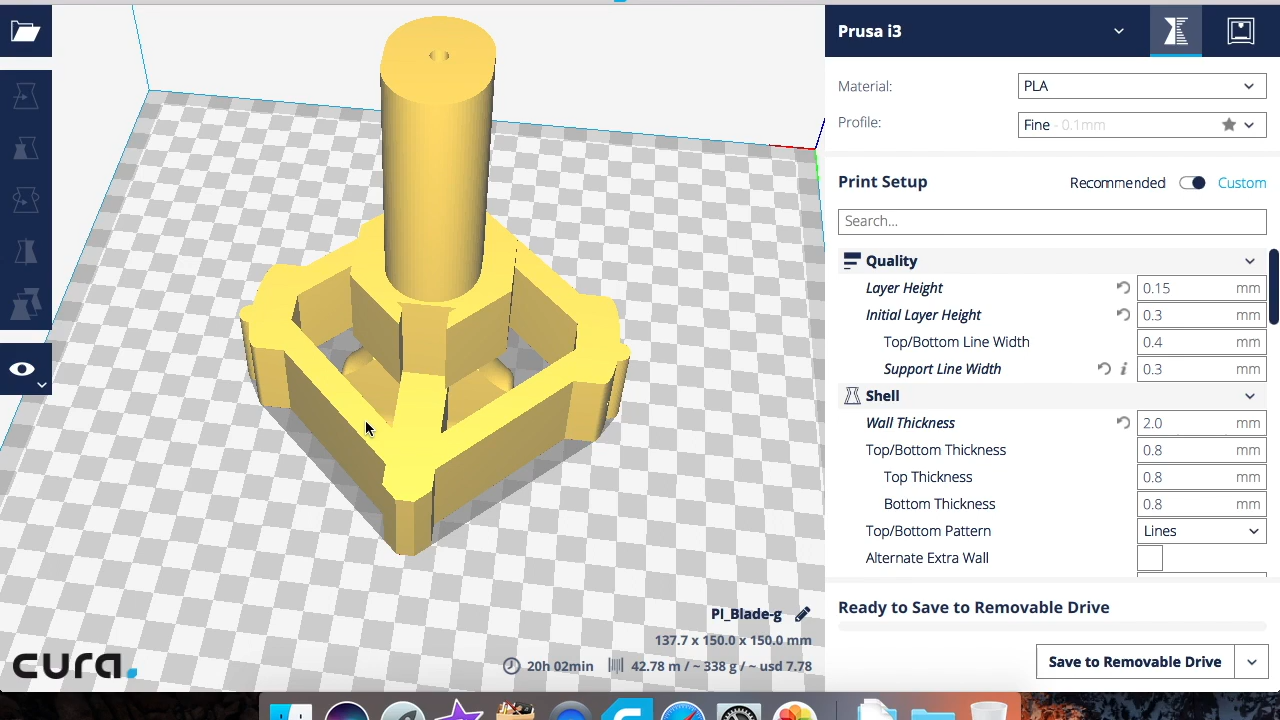 Prusa i3
Material:
PLA
Profile:
Fine - 0.1mm
Print Setup
Recommended
Custom
Search...
Quality
Layer Height
0.15 mm
Initial Layer Height
0.3 mm
Top/Bottom Line Width
0.4 mm
Support Line Width
i
0.3 mm
Shell
Wall Thickness
2.0 mm
Top/Bottom Thickness
0.8 mm
Top Thickness
0.8 mm
Bottom Thickness
0.8 mm
Top/Bottom Pattern
Lines
Alternate Extra Wall
Ready to Save to Removable Drive
Save to Removable Drive
PI_Blade-g
137.7 x 150.0 x 150.0 mm
20h 02min
42.78 m / ~ 338 g / ~ usd 7.78
cura.